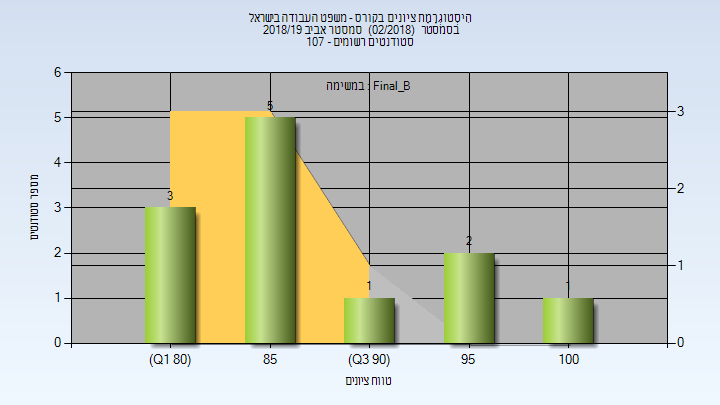 היסטוגרמת ציונים בקורס - משפט העבודה בישראל
בסמסטר (02/2018) סמסטר אביב 2018/19
סטודנטים רשומים - 107
במשימה : Final_B
מספר סטודנטים
6
5
4
3
2
1
0
3
2
1
0
3
5
1
2
1
(Q1 80)
85
(Q3 90)
95
100
טווח ציונים